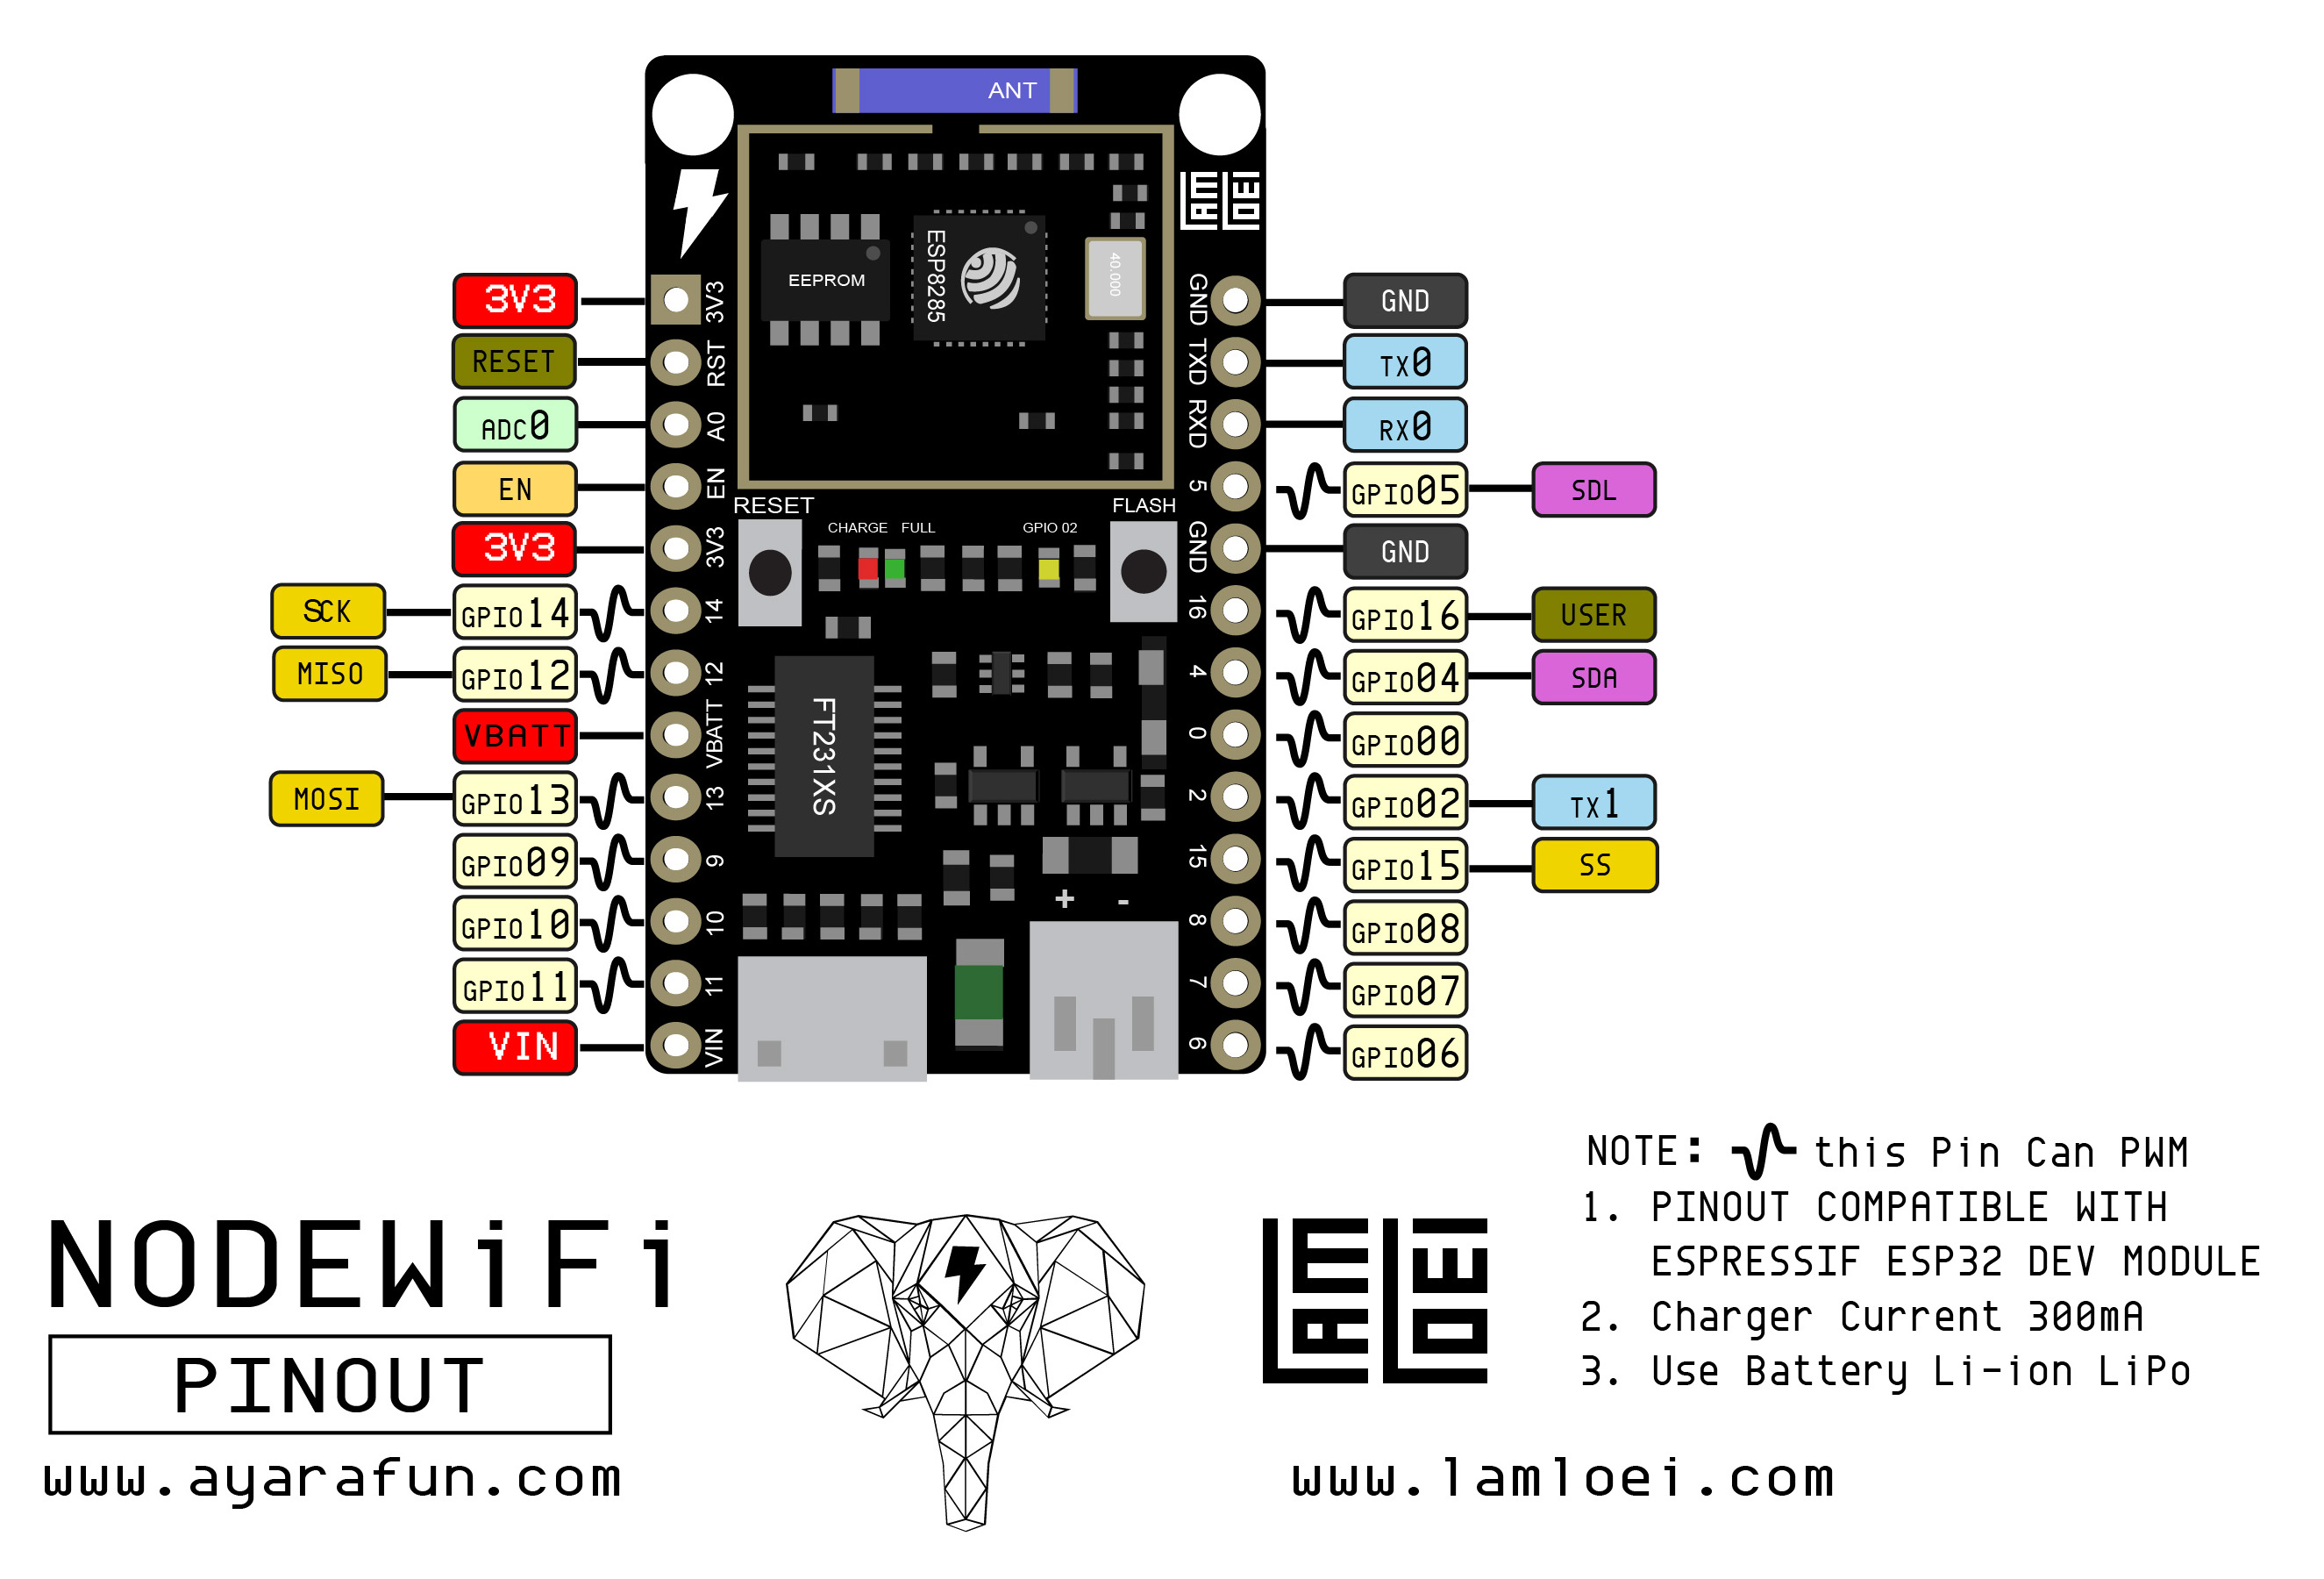 ANT
LAM LOEI
EEPROM
ESP8285
40.000
3V3 3V3 GND GND
RESET RST TXD TX0
ADC0 A0 RXD RX0
EN EN 5 GPIO05 SDL
RESET FLASH
CHARGE FULL GPIO 02
3V3 3V3 GND GND
SCK GPIO14 14 16 GPIO16 USER
MISO GPIO12 12 4 GPIO04 SDA
VBATT VBATT 0 GPIO00
FT231XS
MOSI GPIO13 13 2 GPIO02 TX1
GPIO09 9 15 GPIO15 SS
+ -
GPIO10 10 8 GPIO08
GPIO11 11 7 GPIO07
VIN VIN 6 GPIO06
NODEWiFi
PINOUT
www.ayarafun.com
LAM LOEI
www.lamloei.com
NOTE: this Pin Can PWM
1. PINOUT COMPATIBLE WITH
ESPRESSIF ESP32 DEV MODULE
2. Charger Current 300mA
3. Use Battery Li-ion LiPo